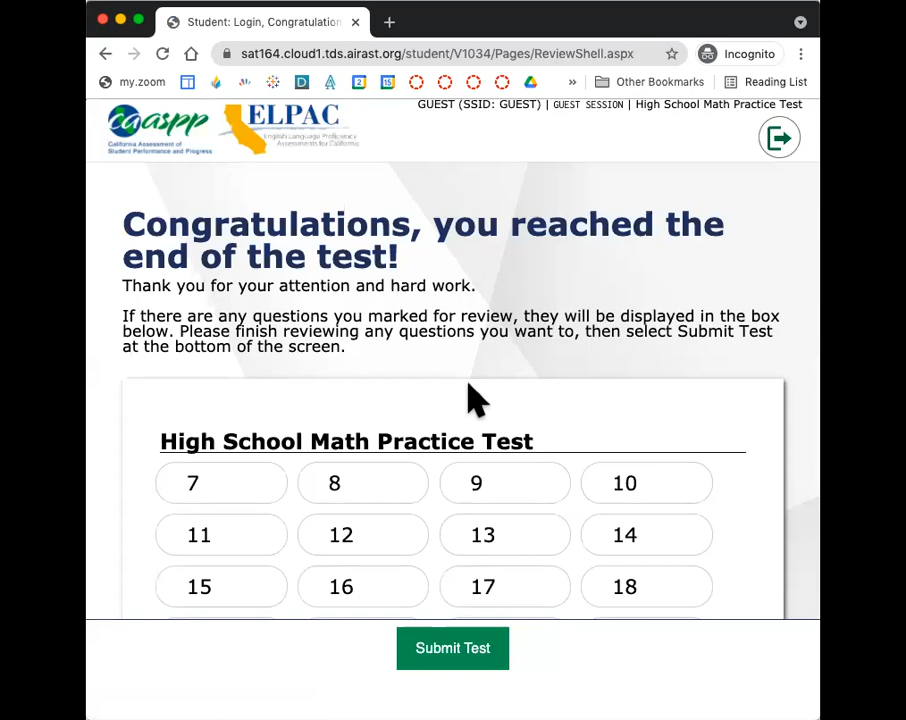 Student: Login, Congratulation
sat164.cloud1.tds.airast.org/student/V1034/Pages/ReviewShell.aspx
Incognito
my.zoom
Other Bookmarks
Reading List
GUEST (SSID: GUEST) | GUEST SESSION | High School Math Practice Test
caaspp
California Assessment of
Student Performance and Progress
ELPAC
English Language Proficiency
Assessments for California
Congratulations, you reached the
end of the test!
Thank you for your attention and hard work.
If there are any questions you marked for review, they will be displayed in the box
below. Please finish reviewing any questions you want to, then select Submit Test
at the bottom of the screen.
High School Math Practice Test
7 8 9 10
11 12 13 14
15 16 17 18
Submit Test